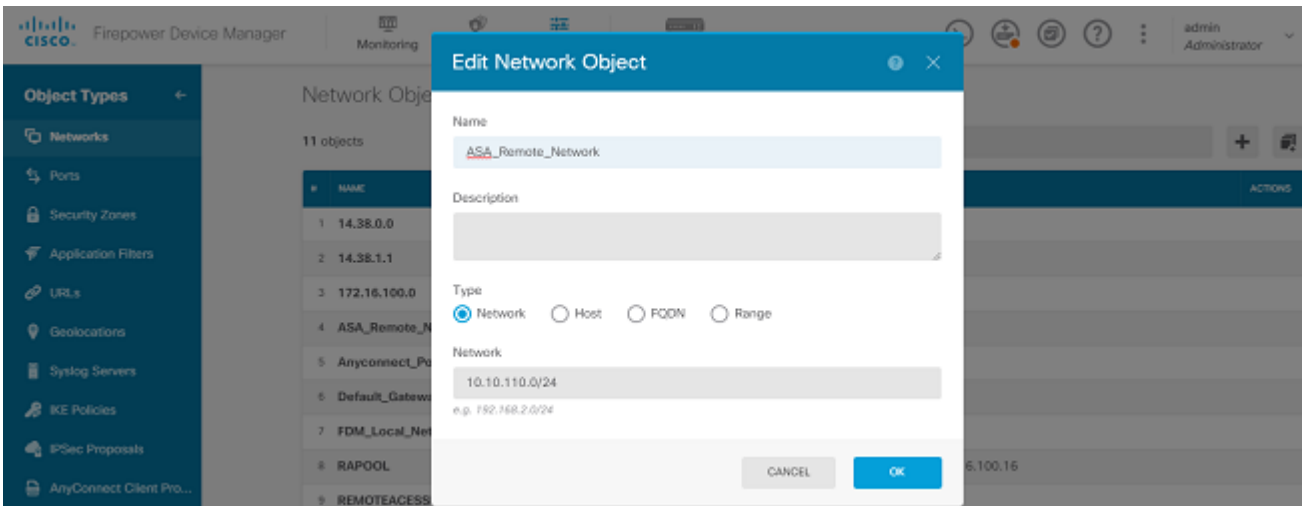 CISCO.
Firepower Device Manager
Monitoring
admin
Administrator
Object Types
Networks
Ports
Security Zones
Application Filters
URLs
Geolocations
Syslog Servers
IKE Policies
IPSec Proposals
AnyConnect Client Pro...
Network Obje
11 objects
# NAME ACTIONS
1 14.38.0.0
2 14.38.1.1
3 172.16.100.0
4 ASA_Remote_N
5 Anyconnect_Po
6 Default_Gatew
7 FDM_Local_Net
8 RAPOOL 6.100.16
9 REMOTEACESS
Edit Network Object
Name
ASA_Remote_Network
Description
Type
Network Host FQDN Range
Network
10.10.110.0/24
e.g. 192.168.2.0/24
CANCEL OK